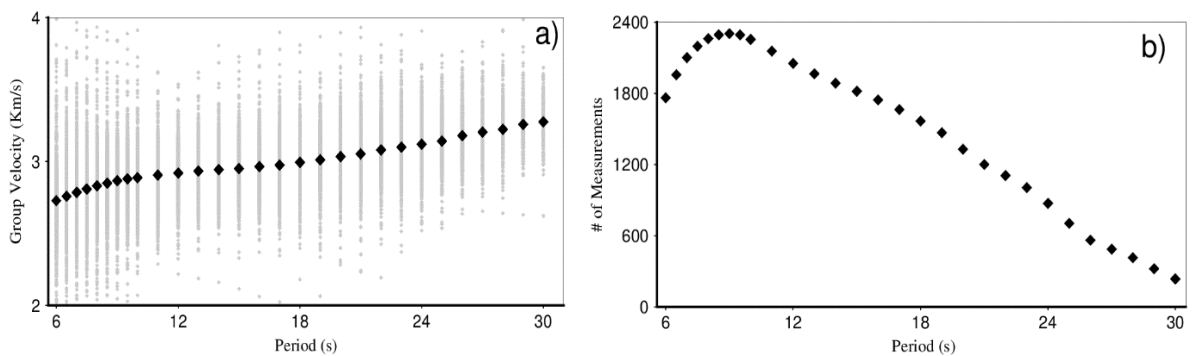 a)
4
3
2
Group Velocity (Km/s)
6 12 18 24 30
Period (s)
b)
2400
1800
1200
600
0
# of Measurements
6 12 18 24 30
Period (s)